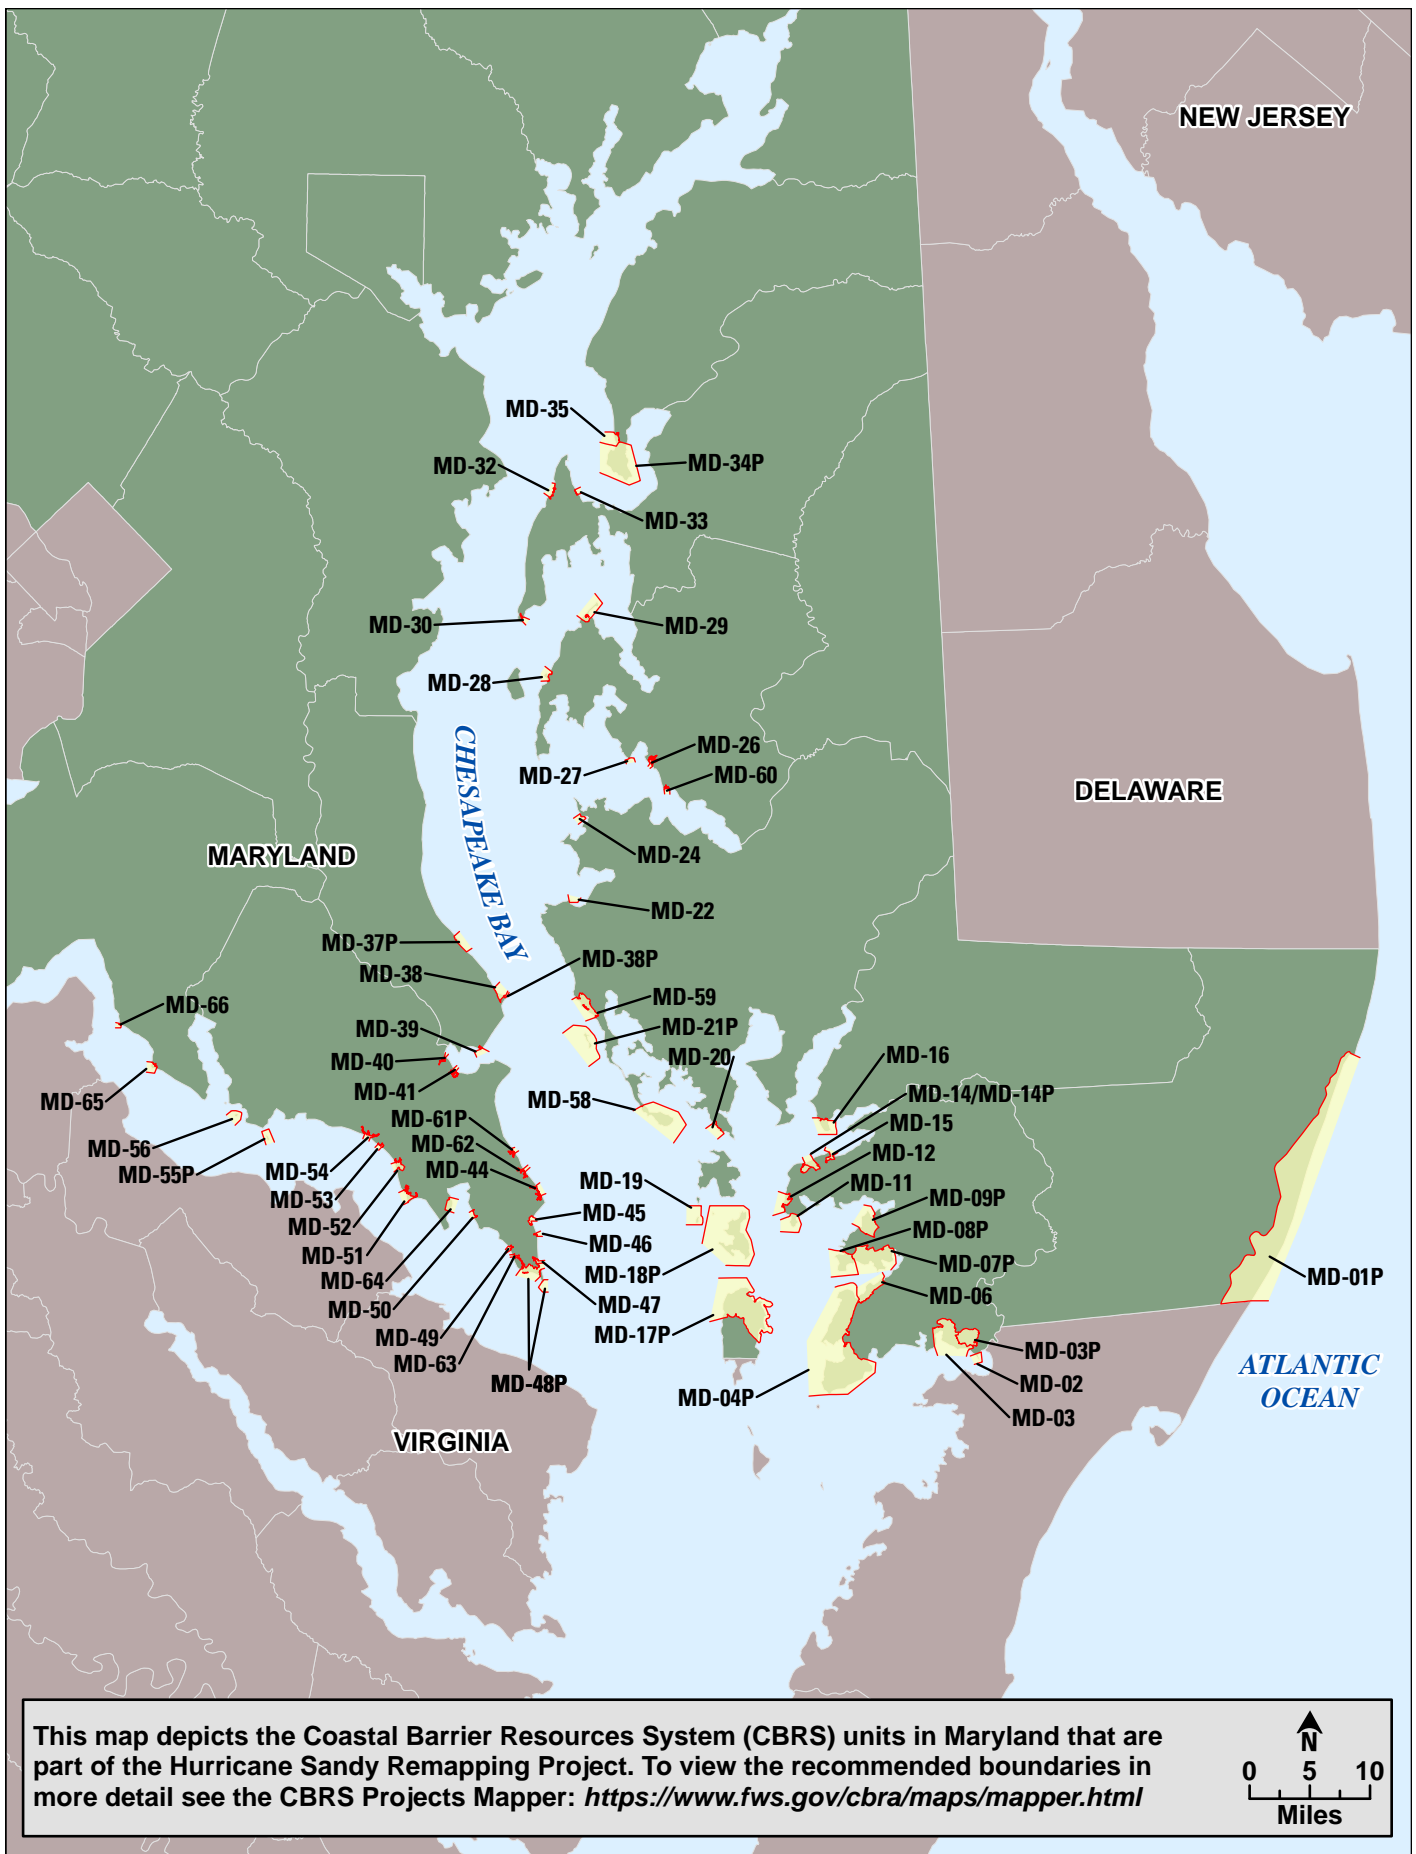 NEW JERSEY
MD-35
MD-32
MD-34P
MD-33
MD-30
MD-29
MD-28
CHESAPEAKE BAY
MD-26
MD-27
MD-60
DELAWARE
MARYLAND
MD-24
MD-22
MD-37P
MD-38P
MD-38
MD-59
MD-66
MD-21P
MD-39
MD-20
MD-16
MD-40
MD-14/MD-14P
MD-41
MD-65
MD-58
MD-61P
MD-15
MD-62
MD-56
MD-12
MD-55P
MD-54
MD-44
MD-19
MD-11
MD-53
MD-09P
MD-52
MD-45
MD-08P
MD-51
MD-46
MD-07P
MD-64
MD-18P
MD-01P
MD-50
MD-47
MD-06
MD-49
MD-17P
MD-63
MD-03P
MD-48P
MD-02
MD-04P
MD-03
ATLANTIC
OCEAN
VIRGINIA
This map depicts the Coastal Barrier Resources System (CBRS) units in Maryland that are
part of the Hurricane Sandy Remapping Project. To view the recommended boundaries in
more detail see the CBRS Projects Mapper: https://www.fws.gov/cbra/maps/mapper.html
N
0 5 10
Miles